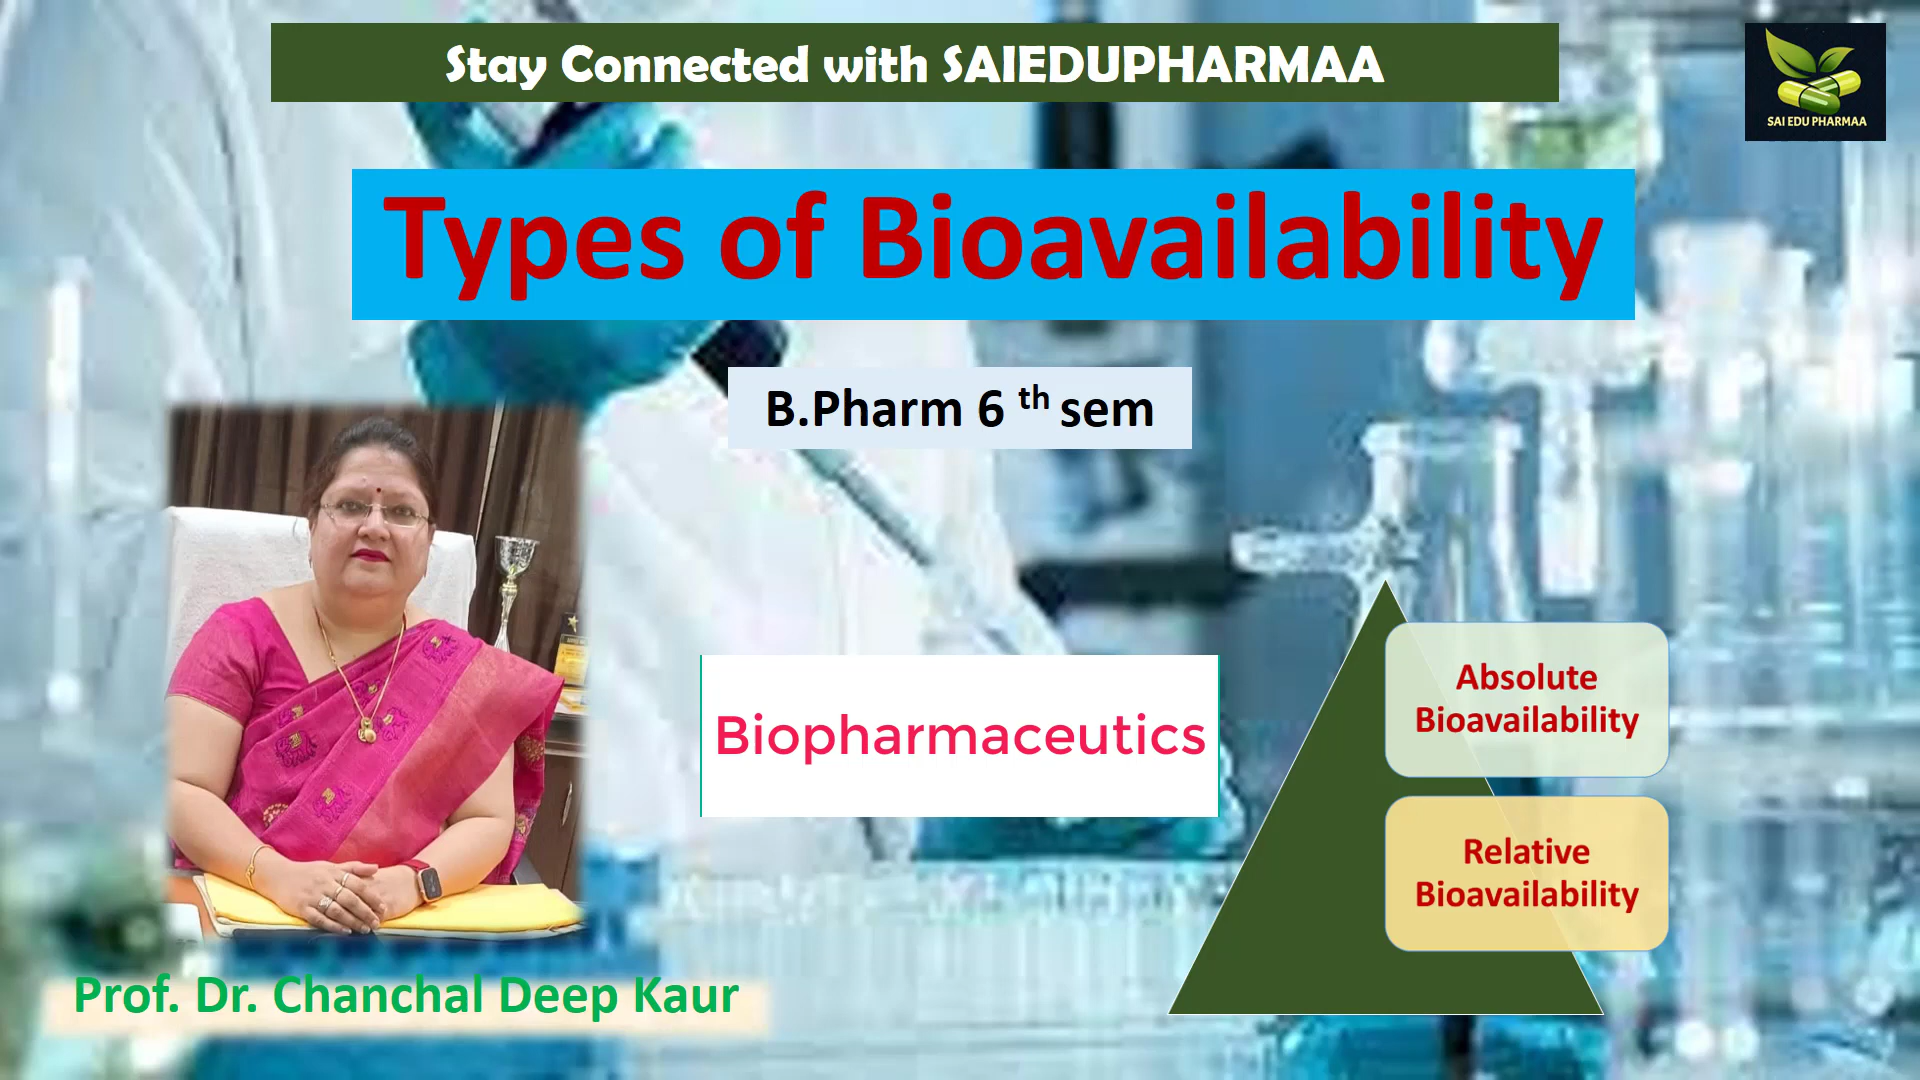 Stay Connected with SAIEDUPHARMAA
SAI EDU PHARMAA
Types of Bioavailability
B.Pharm 6 th sem
Biopharmaceutics
Absolute
Bioavailability
Relative
Bioavailability
Prof. Dr. Chanchal Deep Kaur